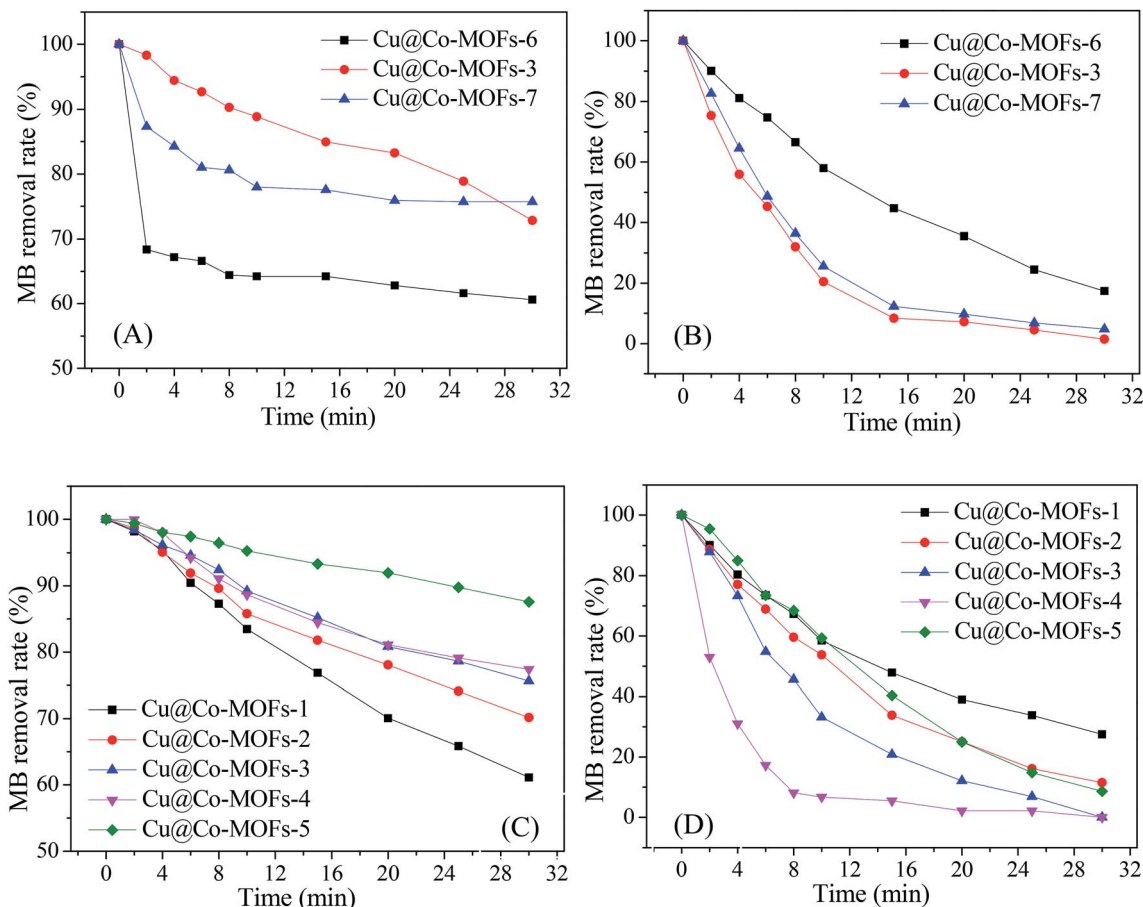 MB removal rate (%)
100
90
80
70
60
50
Cu@Co-MOFs-6
Cu@Co-MOFs-3
Cu@Co-MOFs-7
(A)
0 4 8 12 16 20 24 28 32
Time (min)
MB removal rate (%)
100
80
60
40
20
0
Cu@Co-MOFs-6
Cu@Co-MOFs-3
Cu@Co-MOFs-7
(B)
0 4 8 12 16 20 24 28 32
Time (min)
MB removal rate (%)
100
90
80
70
60
50
Cu@Co-MOFs-1
Cu@Co-MOFs-2
Cu@Co-MOFs-3
Cu@Co-MOFs-4
Cu@Co-MOFs-5
(C)
0 4 8 12 16 20 24 28 32
Time (min)
MB removal rate (%)
100
80
60
40
20
0
Cu@Co-MOFs-1
Cu@Co-MOFs-2
Cu@Co-MOFs-3
Cu@Co-MOFs-4
Cu@Co-MOFs-5
(D)
0 4 8 12 16 20 24 28 32
Time (min)